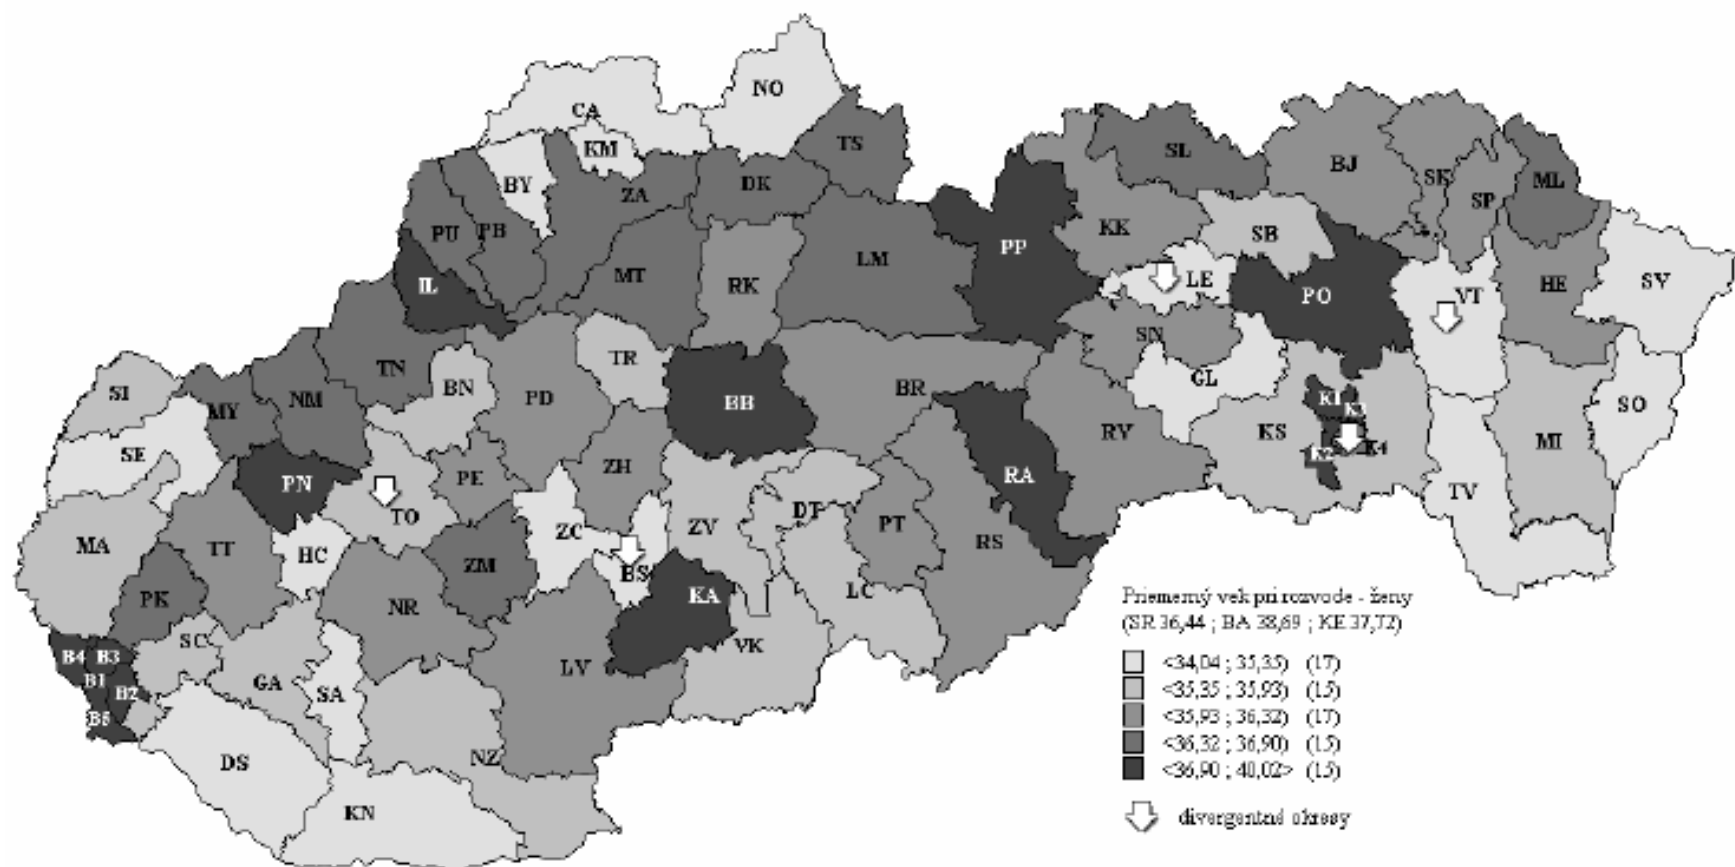 NO
CA
KM
BY
TS
ZA
DK
SL
BJ
SK
SP
ML
PU
PB
KK
SB
PP
LM
MT
RK
IL
LE
PO
VT
HE
SV
SN
TN
TR
BN
BR
GL
SI
MY
NM
PD
BB
K1
K3
SO
SE
RV
KS
MI
K2
K4
PN
PE
ZH
RA
TV
TO
DT
ZV
PT
MA
TT
HC
ZC
RS
ZM
BS
KA
LC
PK
NR
SC
VK
B4
B3
B1
B2
B5
GA
SA
LV
DS
NZ
KN
Priemerný vek pri rozvode - ženy
(SR 36,44 ; BA 38,69 ; KE 37,72)
<34,04 ; 35,35) (17)
<35,35 ; 35,93) (15)
<35,93 ; 36,32) (17)
<36,32 ; 36,90) (15)
<36,90 ; 40,02> (15)
divergentné okresy